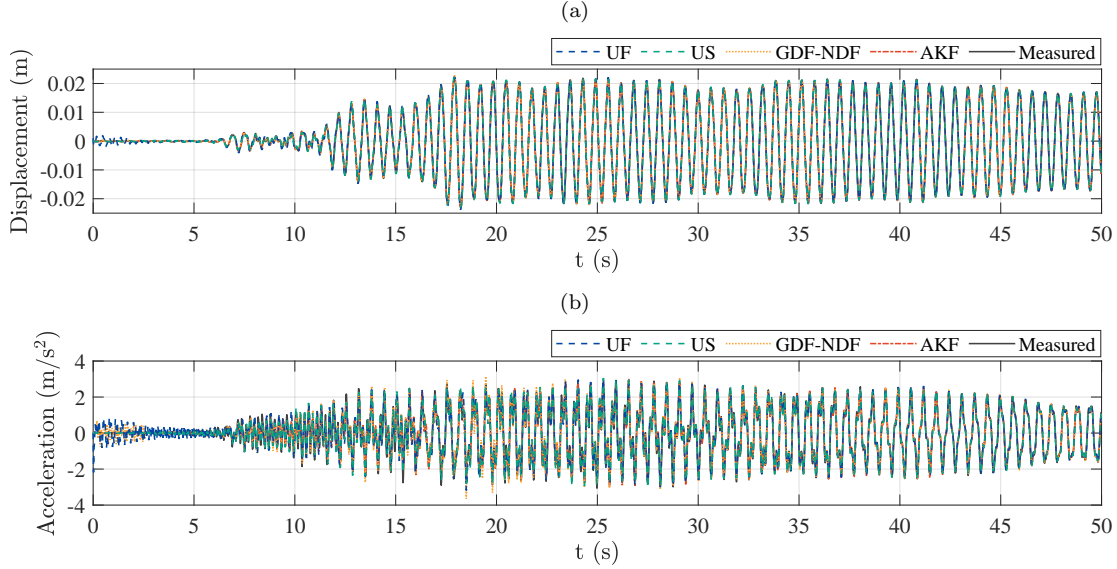 (a)
UF US GDF-NDF AKF Measured
Displacement (m)
0.02
0.01
0
-0.01
-0.02
0 5 10 15 20 25 30 35 40 45 50
t (s)
(b)
UF US GDF-NDF AKF Measured
Acceleration (m/s²)
4
2
0
-2
-4
0 5 10 15 20 25 30 35 40 45 50
t (s)